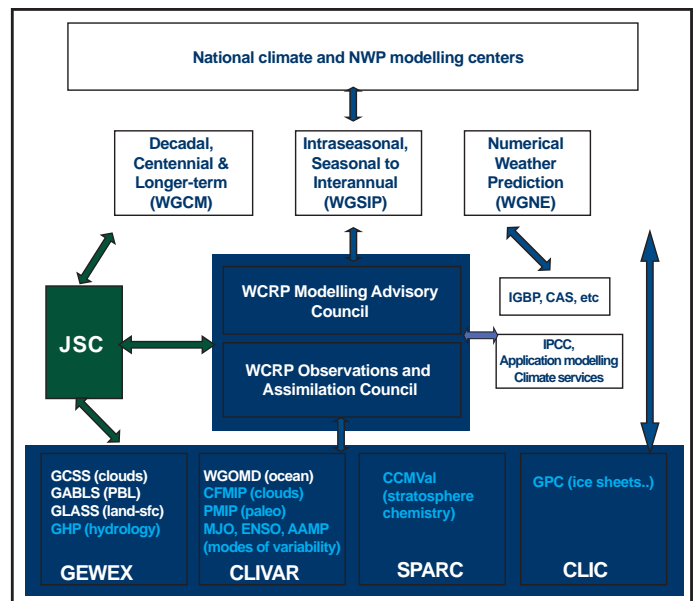 National climate and NWP modelling centers
Decadal,
Centennial &
Longer-term
(WGCM)
Intraseasonal,
Seasonal to
Interannual
(WGSIP)
Numerical
Weather
Prediction
(WGNE)
WCRP Modelling Advisory
Council
IGBP, CAS, etc
JSC
IPCC,
Application modelling
Climate services
WCRP Observations and
Assimilation Council
GCSS (clouds)
GABLS (PBL)
GLASS (land-sfc)
GHP (hydrology)
GEWEX
WGOMD (ocean)
CFMIP (clouds)
PMIP (paleo)
MJO, ENSO, AAMP
(modes of variability)
CLIVAR
CCMVal
(stratosphere
chemistry)
SPARC
GPC (ice sheets..)
CLIC